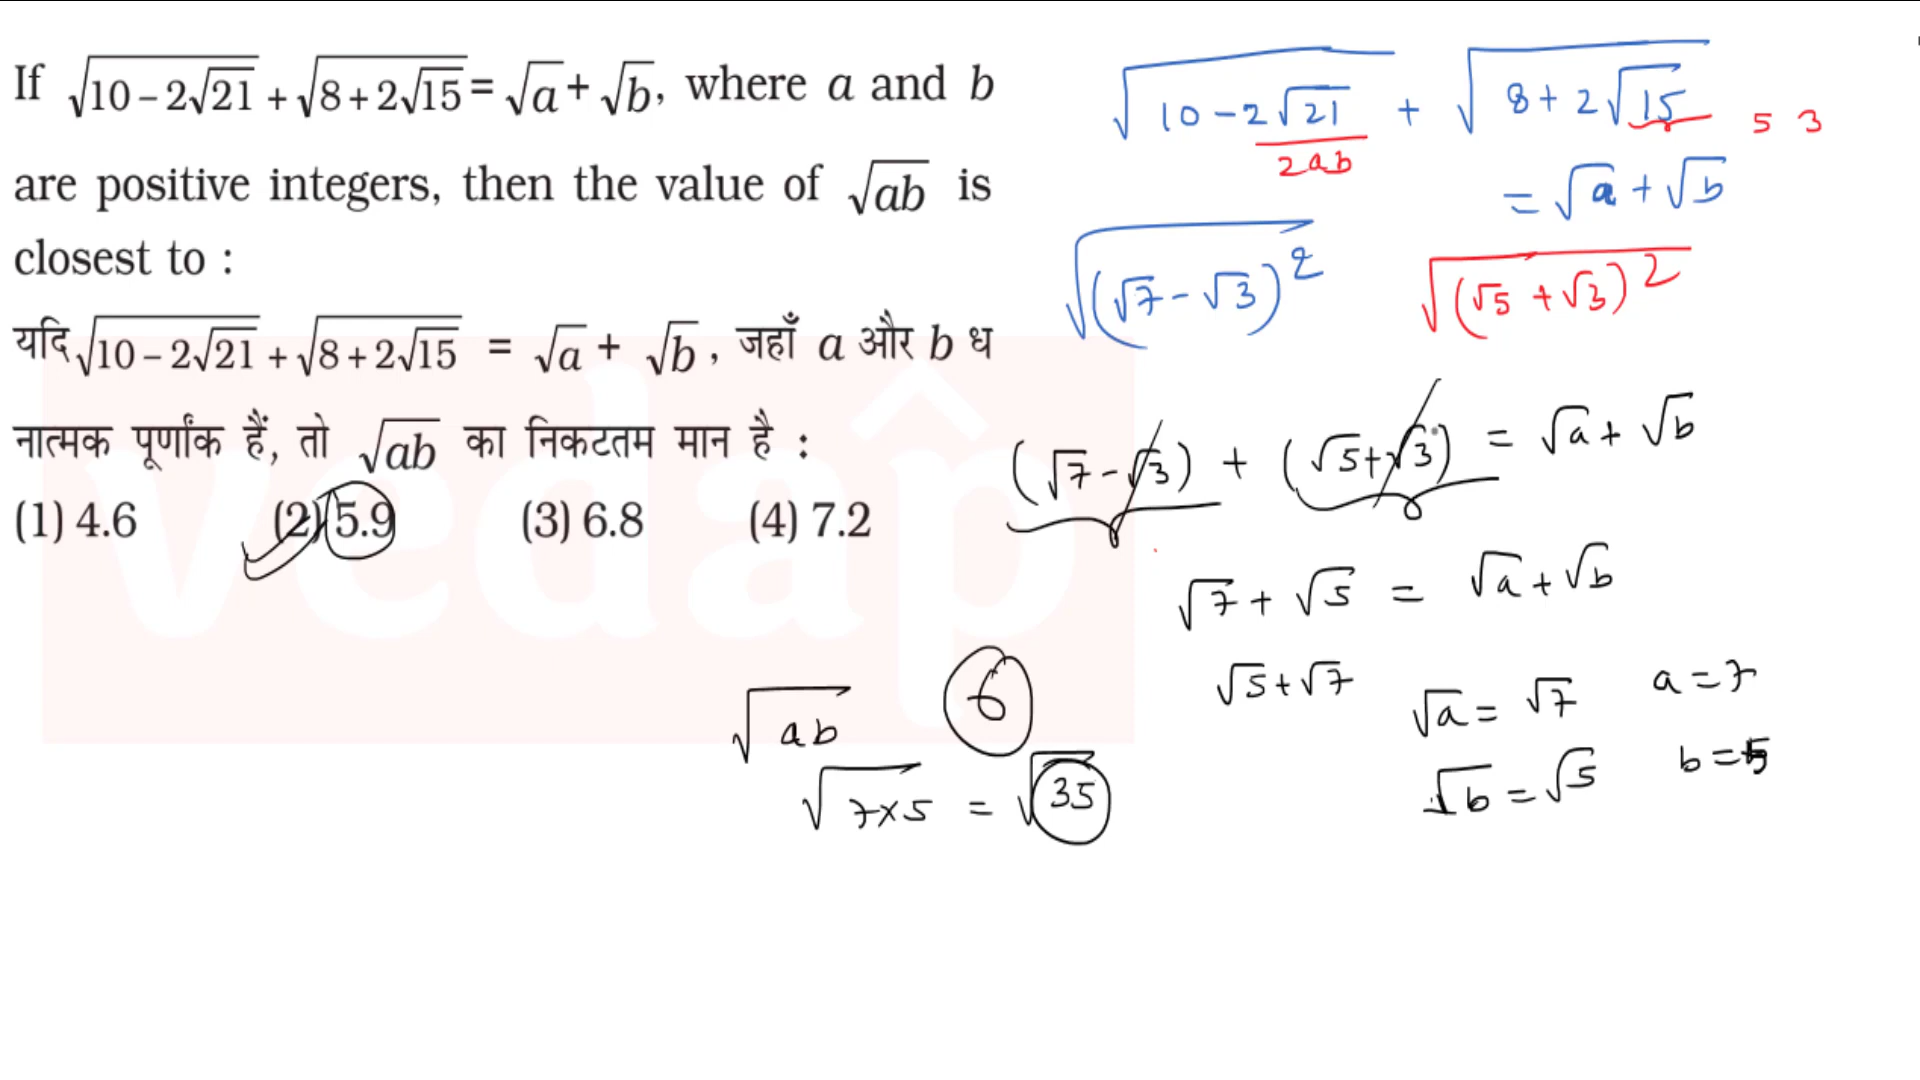 If √(10 – 2√21) + √(8 + 2√15) = √a + √b, where a and b
are positive integers, then the value of √ab is
closest to :
यदि √(10 – 2√21) + √(8 + 2√15) = √a + √b, जहाँ a और b ध
नात्मक पूर्णांक हैं, तो √ab का निकटतम मान है :
(1) 4.6 (2) 5.9 (3) 6.8 (4) 7.2
vedap
√(10 – 2√21) + √(8 + 2√15) 5 3
2ab
= √a + √b
√((√7 – √3)²) √((√5 + √3)²)
(√7 – √3) + (√5 + √3) = √a + √b
√7 + √5 = √a + √b
√5 + √7
√a = √7 a = 7
√b = √5 b = 5
√ab 6
√(7×5) = √35